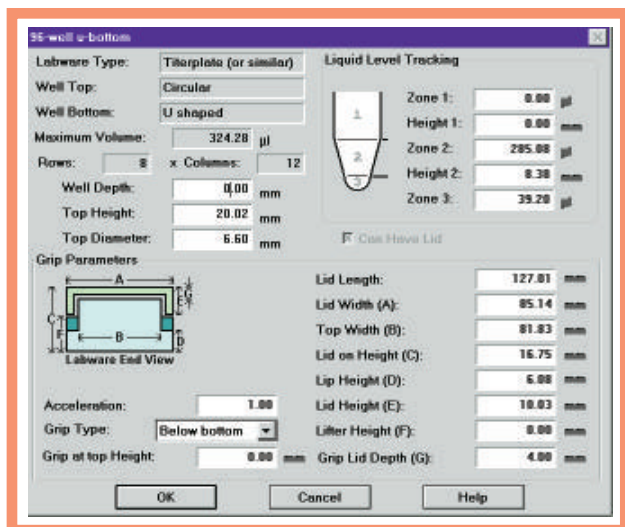 96-well u-bottom
Labware Type: Titerplate (or similar)
Well Top: Circular
Well Bottom: U shaped
Maximum Volume: 324.28 µl
Rows: 8 x Columns: 12
Well Depth: 0.00 mm
Top Height: 20.02 mm
Top Diameter: 6.60 mm
Liquid Level Tracking
1
2
3
Zone 1: 0.00 µl
Height 1: 0.00 mm
Zone 2: 285.08 µl
Height 2: 8.38 mm
Zone 3: 39.20 µl
Can Have Lid
Grip Parameters
A
G
E
C
F
B
D
Labware End View
Acceleration: 1.00
Grip Type: Below bottom
Grip at top Height: 0.00 mm
Lid Length: 127.01 mm
Lid Width (A): 85.14 mm
Top Width (B): 81.83 mm
Lid on Height (C): 16.75 mm
Lip Height (D): 6.08 mm
Lid Height (E): 10.03 mm
Lifter Height (F): 0.00 mm
Grip Lid Depth (G): 4.00 mm
OK
Cancel
Help